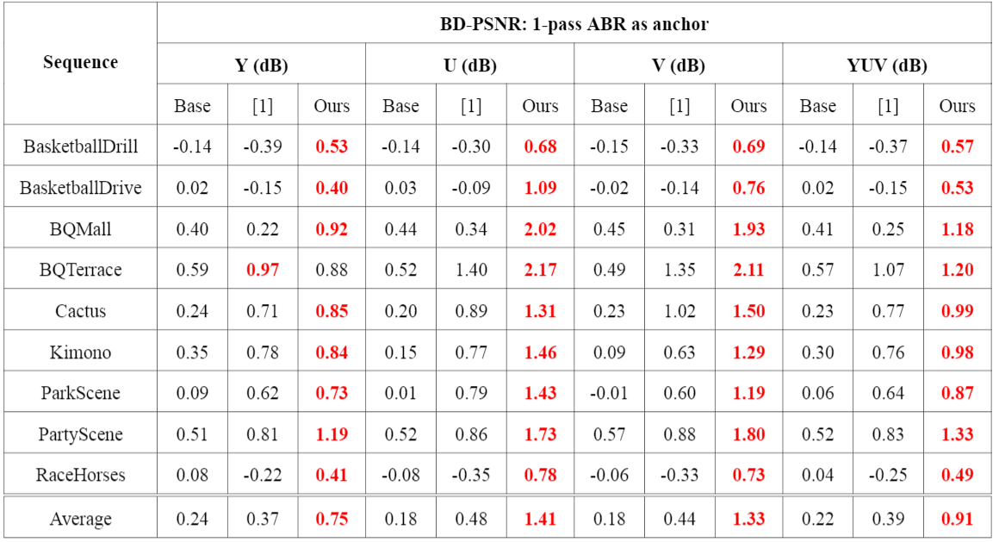 BD-PSNR: 1-pass ABR as anchor
Sequence
Y (dB) U (dB) V (dB) YUV (dB)
Base [1] Ours Base [1] Ours Base [1] Ours Base [1] Ours
BasketballDrill -0.14 -0.39 0.53 -0.14 -0.30 0.68 -0.15 -0.33 0.69 -0.14 -0.37 0.57
BasketballDrive 0.02 -0.15 0.40 0.03 -0.09 1.09 -0.02 -0.14 0.76 0.02 -0.15 0.53
BQMall 0.40 0.22 0.92 0.44 0.34 2.02 0.45 0.31 1.93 0.41 0.25 1.18
BQTerrace 0.59 0.97 0.88 0.52 1.40 2.17 0.49 1.35 2.11 0.57 1.07 1.20
Cactus 0.24 0.71 0.85 0.20 0.89 1.31 0.23 1.02 1.50 0.23 0.77 0.99
Kimono 0.35 0.78 0.84 0.15 0.77 1.46 0.09 0.63 1.29 0.30 0.76 0.98
ParkScene 0.09 0.62 0.73 0.01 0.79 1.43 -0.01 0.60 1.19 0.06 0.64 0.87
PartyScene 0.51 0.81 1.19 0.52 0.86 1.73 0.57 0.88 1.80 0.52 0.83 1.33
RaceHorses 0.08 -0.22 0.41 -0.08 -0.35 0.78 -0.06 -0.33 0.73 0.04 -0.25 0.49
Average 0.24 0.37 0.75 0.18 0.48 1.41 0.18 0.44 1.33 0.22 0.39 0.91